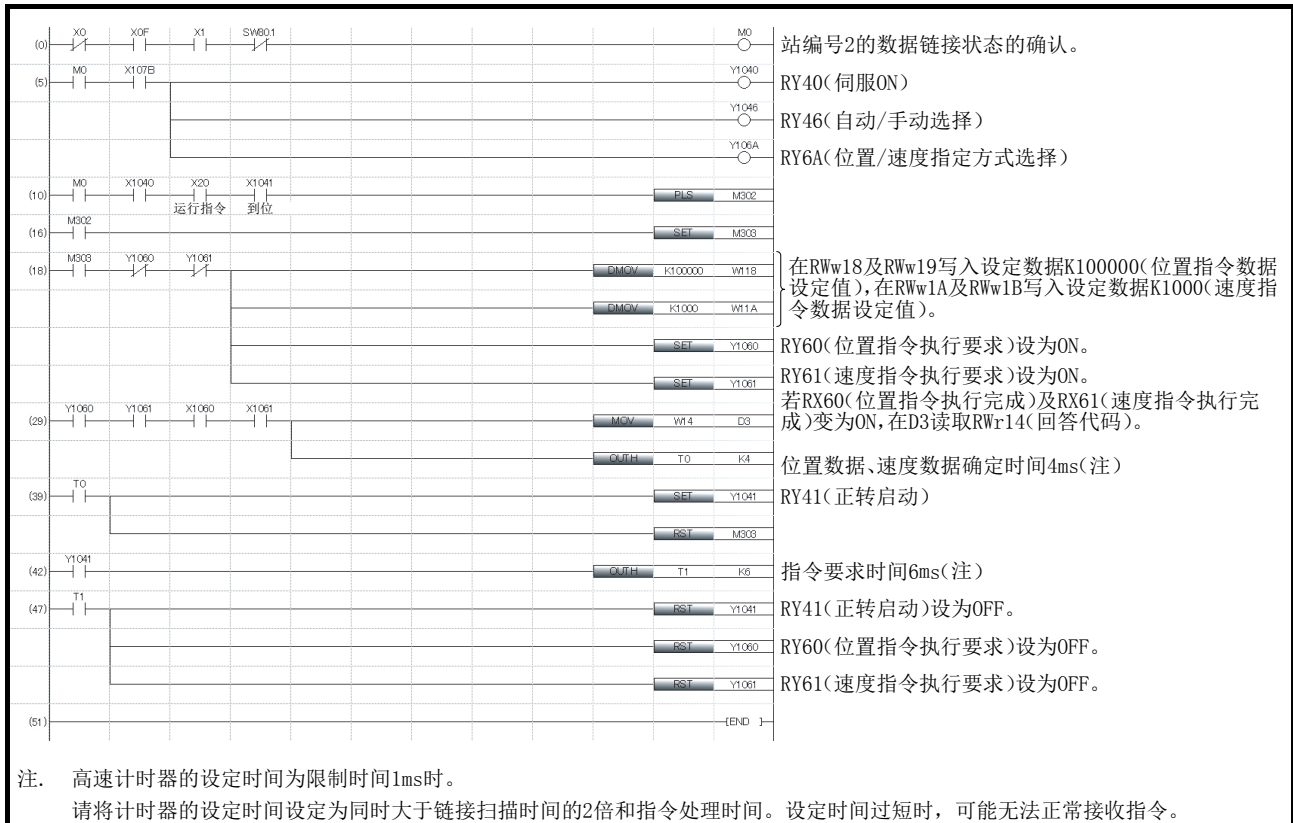 X0 X0F X1 SW80.1 M0
(0) 站编号2的数据链接状态的确认。
M0 X107B Y1040
(5) RY40(伺服ON)
Y1046
RY46(自动/手动选择)
Y106A
RY6A(位置/速度指定方式选择)
M0 X1040 X20 X1041
(10) PLS M302
运行指令 到位
M302
(16) SET M303
M303 Y1060 Y1061
(18) DMOV K100000 W118
在RWw18及RWw19写入设定数据K100000(位置指令数据
设定值),在RWw1A及RWw1B写入设定数据K1000(速度指
令数据设定值)。
DMOV K1000 W11A
SET Y1060 RY60(位置指令执行要求)设为ON。
SET Y1061 RY61(速度指令执行要求)设为ON。
Y1060 Y1061 X1060 X1061
(29) MOV W14 D3
若RX60(位置指令执行完成)及RX61(速度指令执行完
成)变为ON,在D3读取RWr14(回答代码)。
OUTH T0 K4 位置数据、速度数据确定时间4ms(注)
T0
(39) SET Y1041 RY41(正转启动)
RST M303
Y1041
(42) OUTH T1 K6 指令要求时间6ms(注)
T1
(47) RST Y1041 RY41(正转启动)设为OFF。
RST Y1060 RY60(位置指令执行要求)设为OFF。
RST Y1061 RY61(速度指令执行要求)设为OFF。
(51) [END ]
注. 高速计时器的设定时间为限制时间1ms时。
请将计时器的设定时间设定为同时大于链接扫描时间的2倍和指令处理时间。设定时间过短时，可能无法正常接收指令。